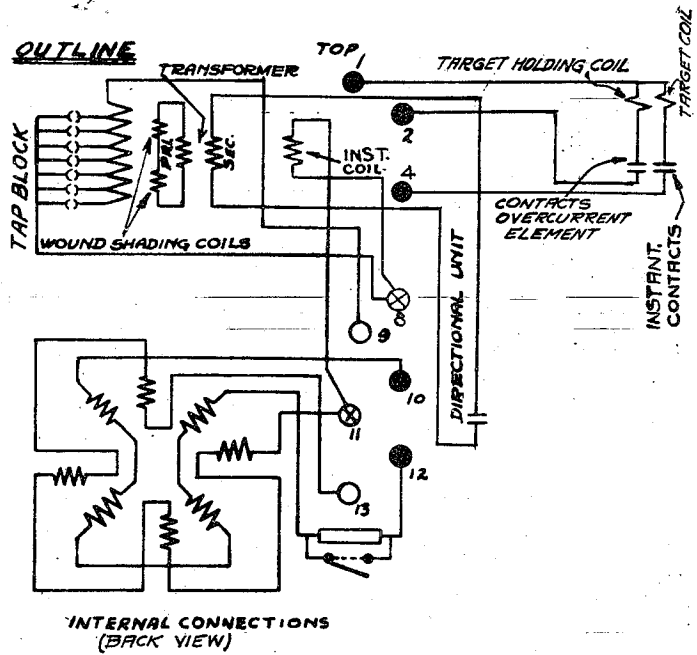 OUTLINE
TOP
1
TARGET COIL
TRANSFORMER
TARGET HOLDING COIL
2
TAP BLOCK
PRI.
SEC.
INST.
COIL
4
CONTACTS
OVERCURRENT
ELEMENT
WOUND SHADING COILS
INSTANT.
CONTACTS
DIRECTIONAL UNIT
8
9
10
11
12
13
INTERNAL CONNECTIONS
(BACK VIEW)